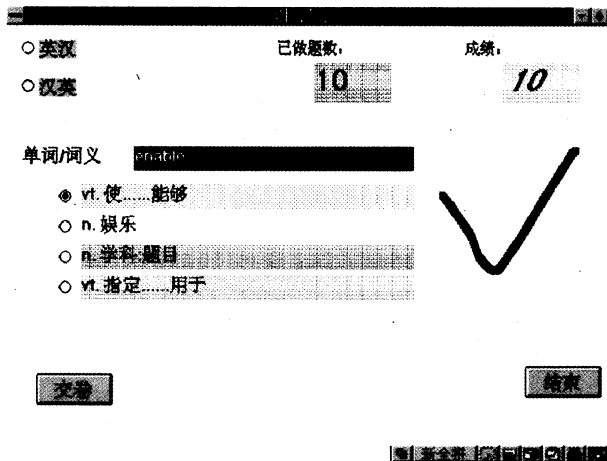 英汉
已做题数:
成绩:
汉英
10
10
单词/词义
enable
vt. 使......能够
n. 娱乐
n. 学科;题目
vt. 指定......用于
交卷
结束